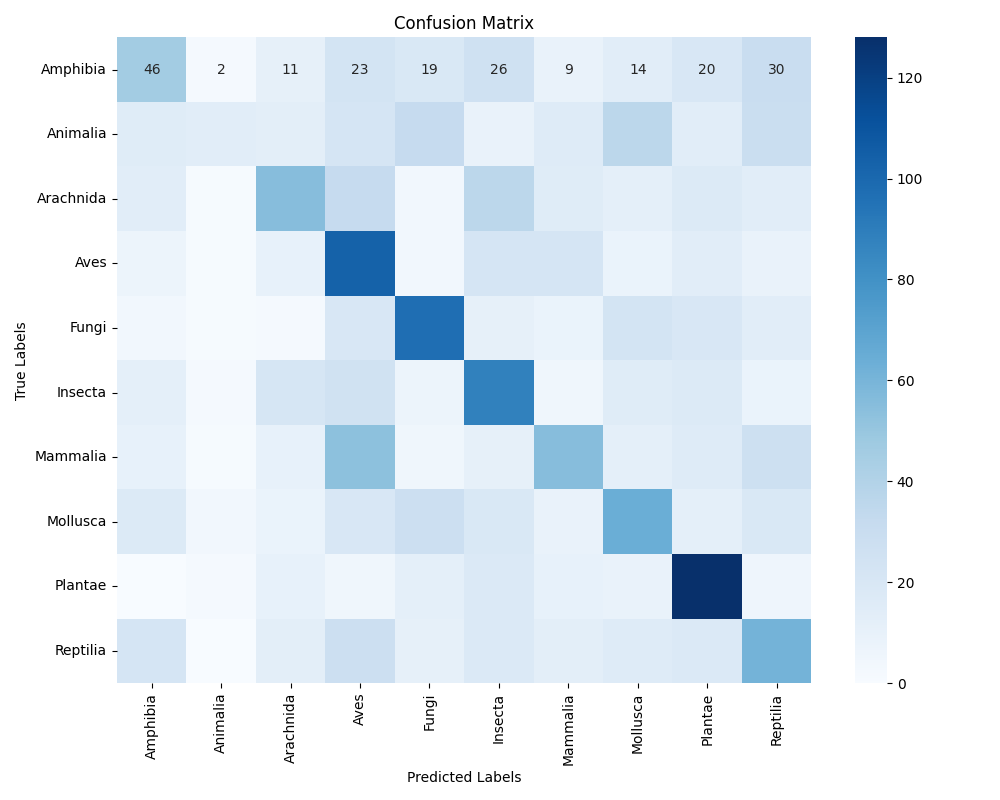 Confusion Matrix
True Labels
Amphibia 46 2 11 23 19 26 9 14 20 30
Animalia
Arachnida
Aves
Fungi
Insecta
Mammalia
Mollusca
Plantae
Reptilia
Amphibia Animalia Arachnida Aves Fungi Insecta Mammalia Mollusca Plantae Reptilia
Predicted Labels
120
100
80
60
40
20
0